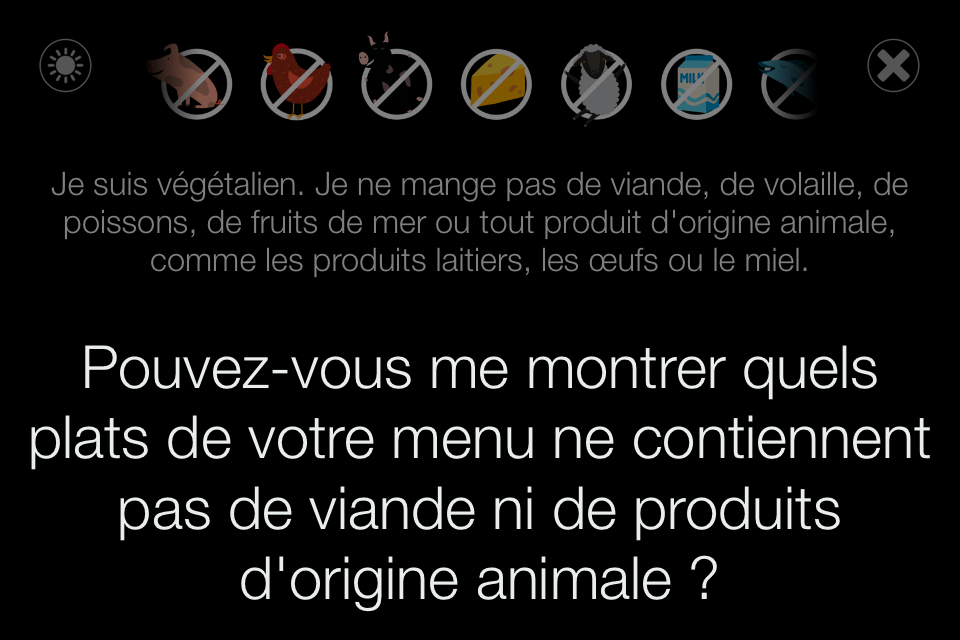 MILK
Je suis végétalien. Je ne mange pas de viande, de volaille, de
poissons, de fruits de mer ou tout produit d'origine animale,
comme les produits laitiers, les œufs ou le miel.
Pouvez-vous me montrer quels
plats de votre menu ne contiennent
pas de viande ni de produits
d'origine animale ?